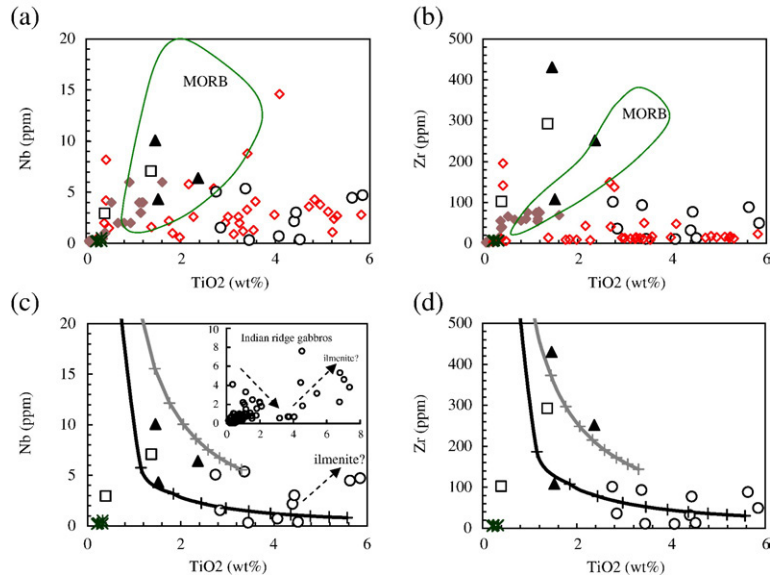 (a)
20
15
10
5
0
Nb (ppm)
MORB
0 2 4 6
TiO2 (wt%)
(b)
500
400
300
200
100
0
Zr (ppm)
MORB
0 2 4 6
TiO2 (wt%)
(c)
20
15
10
5
0
Nb (ppm)
Indian ridge gabbros
10
8
6
4
2
0
ilmenite?
0 2 4 6 8
ilmenite?
0 2 4 6
TiO2 (wt%)
(d)
500
400
300
200
100
0
Zr (ppm)
0 2 4 6
TiO2 (wt%)